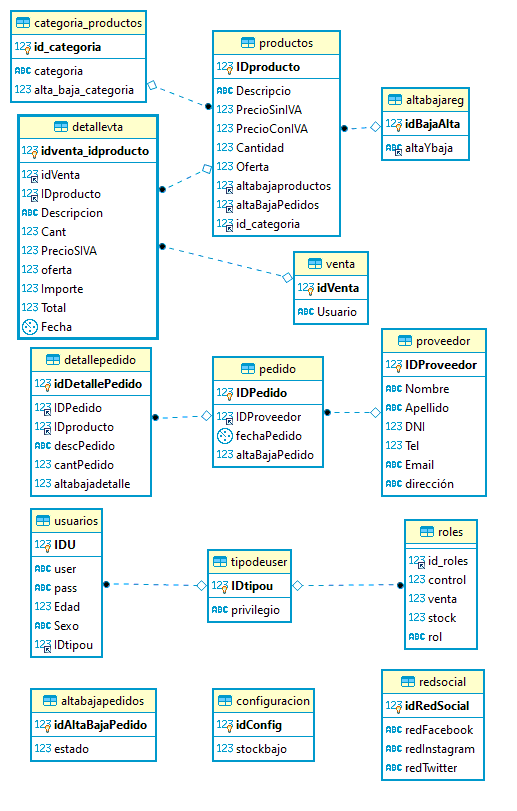 categoria_productos
123 id_categoria
ABC categoria
123 alta_baja_categoria
productos
123 IDproducto
ABC Descripcio
123 PrecioSinIVA
123 PrecioConIVA
123 Cantidad
123 Oferta
123 altabajaproductos
123 altaBajaPedidos
123 id_categoria
altabajareg
123 idBajaAlta
123 altaYbaja
detallevta
123 idventa_idproducto
123 idVenta
123 IDproducto
ABC Descripcion
123 Cant
123 PrecioSIVA
123 oferta
123 Importe
123 Total
Fecha
venta
123 idVenta
ABC Usuario
detallepedido
123 idDetallePedido
123 IDPedido
123 IDproducto
ABC descPedido
123 cantPedido
123 altabajadetalle
pedido
123 IDPedido
123 IDProveedor
fechaPedido
123 altaBajaPedido
proveedor
123 IDProveedor
ABC Nombre
ABC Apellido
123 DNI
123 Tel
ABC Email
ABC dirección
usuarios
123 IDU
ABC user
ABC pass
123 Edad
ABC Sexo
123 IDtipou
tipodeuser
123 IDtipou
ABC privilegio
roles
123 id_roles
123 control
123 venta
123 stock
ABC rol
altabajapedidos
123 idAltaBajaPedido
123 estado
configuracion
123 idConfig
123 stockbajo
redsocial
123 idRedSocial
ABC redFacebook
ABC redInstagram
ABC redTwitter